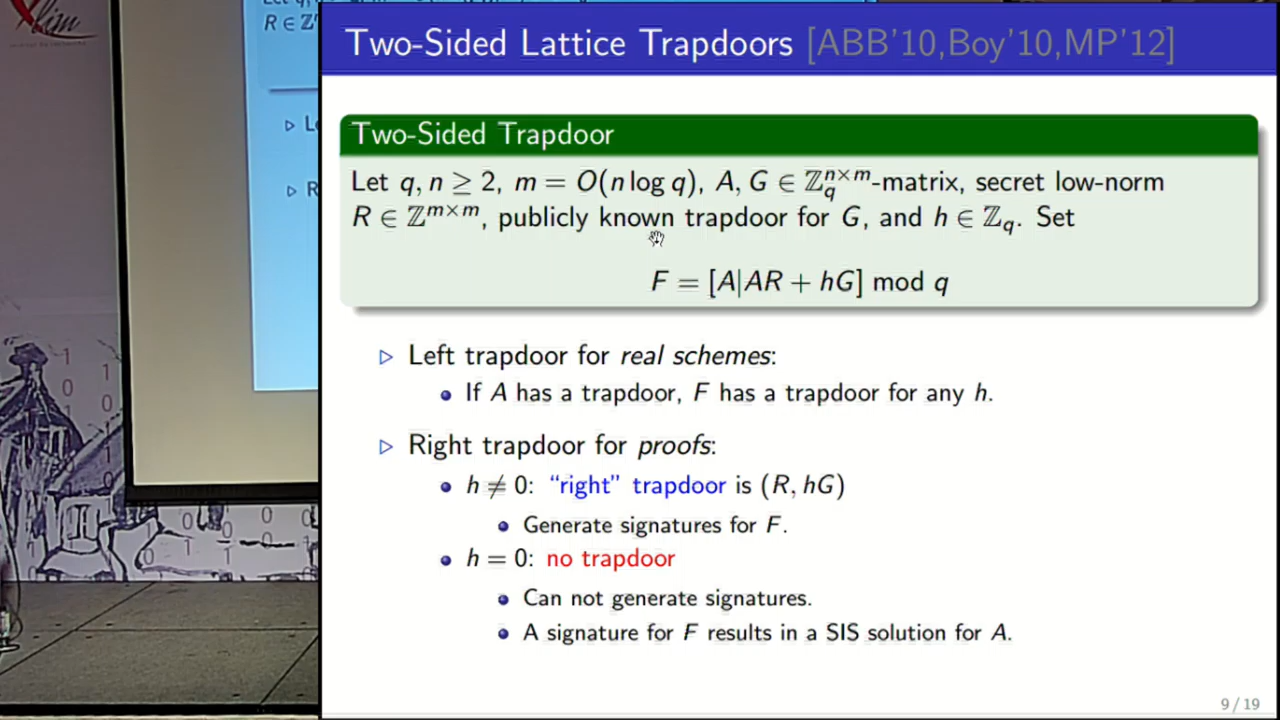 Two-Sided Lattice Trapdoors [ABB'10,Boy'10,MP'12]
Two-Sided Trapdoor
Let q, n ≥ 2, m = O(n log q), A, G ∈ ℤ_q^{n×m}-matrix, secret low-norm
R ∈ ℤ^{m×m}, publicly known trapdoor for G, and h ∈ ℤ_q. Set
F = [A|AR + hG] mod q
▷ Left trapdoor for real schemes:
• If A has a trapdoor, F has a trapdoor for any h.
▷ Right trapdoor for proofs:
• h ≠ 0: “right” trapdoor is (R, hG)
• Generate signatures for F.
• h = 0: no trapdoor
• Can not generate signatures.
• A signature for F results in a SIS solution for A.
9 / 19